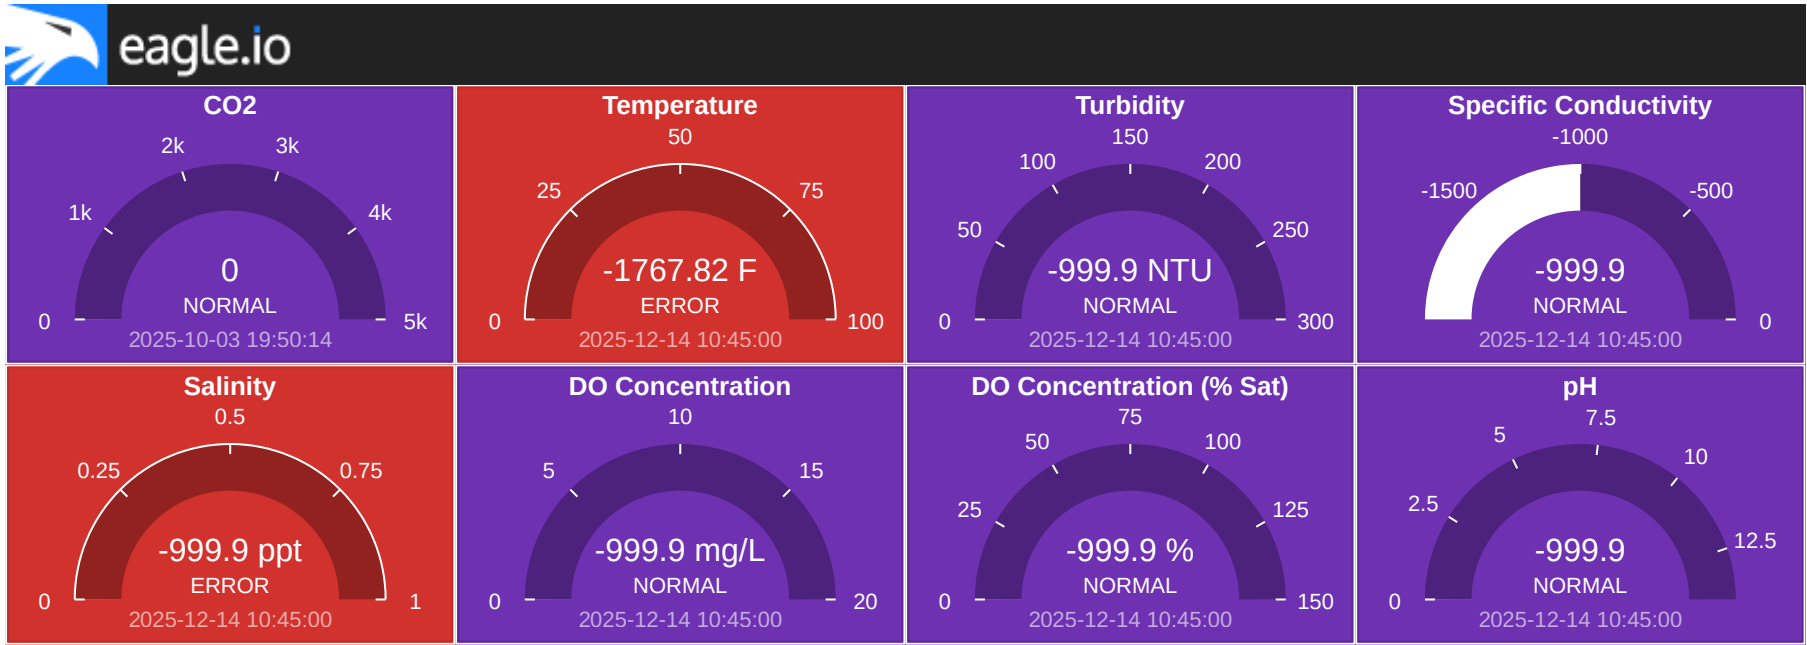 eagle.io
CO2
2k 3k
1k 4k
0
NORMAL
0 5k
2025-10-03 19:50:14
Temperature
50
25 75
-1767.82 F
ERROR
0 100
2025-12-14 10:45:00
Turbidity
150
100 200
50 250
-999.9 NTU
NORMAL
0 300
2025-12-14 10:45:00
Specific Conductivity
-1000
-1500 -500
-999.9
NORMAL
0
2025-12-14 10:45:00
Salinity
0.5
0.25 0.75
-999.9 ppt
ERROR
0 1
2025-12-14 10:45:00
DO Concentration
10
5 15
-999.9 mg/L
NORMAL
0 20
2025-12-14 10:45:00
DO Concentration (% Sat)
75
50 100
25 125
-999.9 %
NORMAL
0 150
2025-12-14 10:45:00
pH
7.5
5 10
2.5 12.5
-999.9
NORMAL
0
2025-12-14 10:45:00